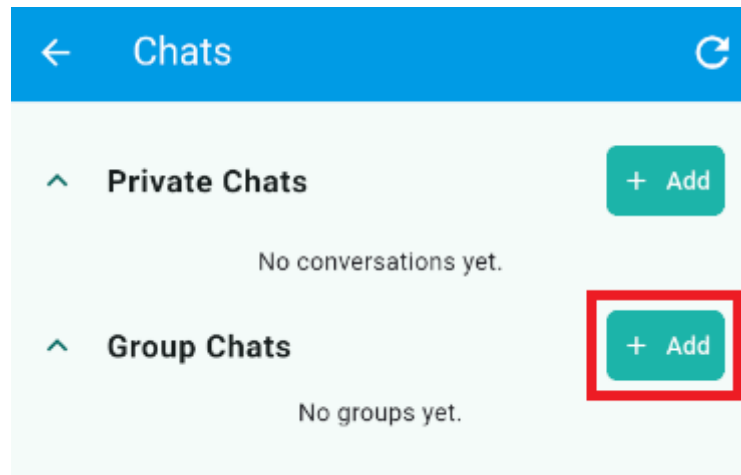 Chats
Private Chats
+ Add
No conversations yet.
Group Chats
+ Add
No groups yet.